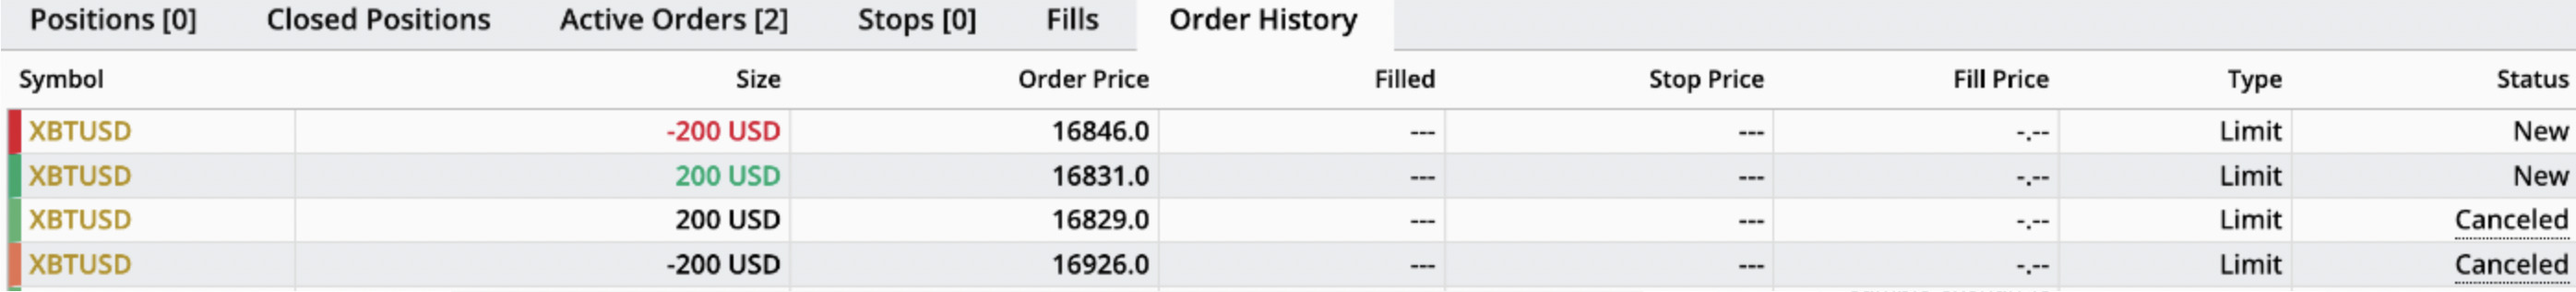 Positions [0] Closed Positions Active Orders [2] Stops [0] Fills Order History
Symbol Size Order Price Filled Stop Price Fill Price Type Status
XBTUSD -200 USD 16846.0 --- --- -.-- Limit New
XBTUSD 200 USD 16831.0 --- --- -.-- Limit New
XBTUSD 200 USD 16829.0 --- --- -.-- Limit Canceled
XBTUSD -200 USD 16926.0 --- --- -.-- Limit Canceled